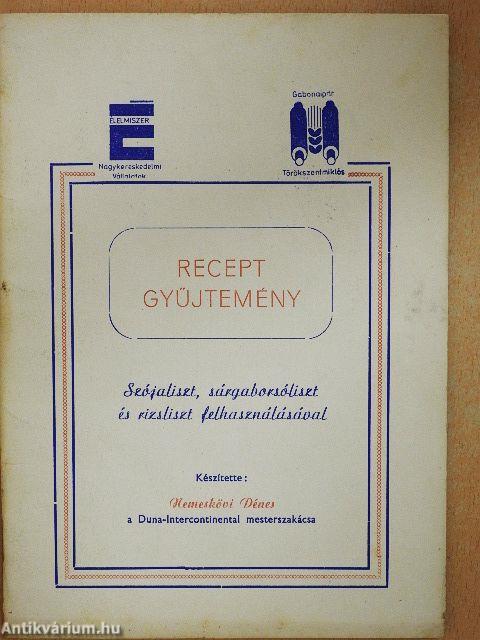 ÉLELMISZER
Nagykereskedelmi
Vállalatok
Gabonaipar
Törökszentmiklós
RECEPT
GYŰJTEMÉNY
Szójaliszt, sárgaborsóliszt
és rizsliszt felhasználásával
Készítette:
Nemeskövi Dénes
a Duna-Intercontinental mesterszakácsa
Antikvárium.hu